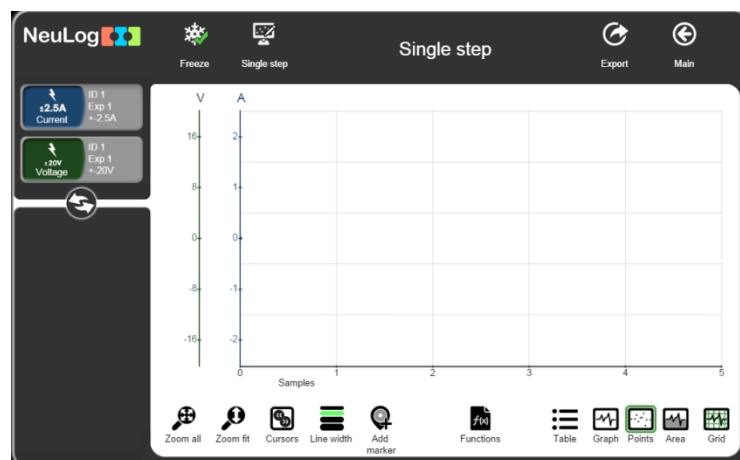 NeuLog
Freeze
Single step
Single step
Export
Main
±2.5A
Current
ID 1
Exp 1
+-2.5A
±20V
Voltage
ID 1
Exp 1
+-20V
V
A
16
8
0
-8
-16
2
1
0
-1
-2
0
1
2
3
4
5
Samples
Zoom all
Zoom fit
Cursors
Line width
Add
marker
f(x)
Functions
Table
Graph
Points
Area
Grid